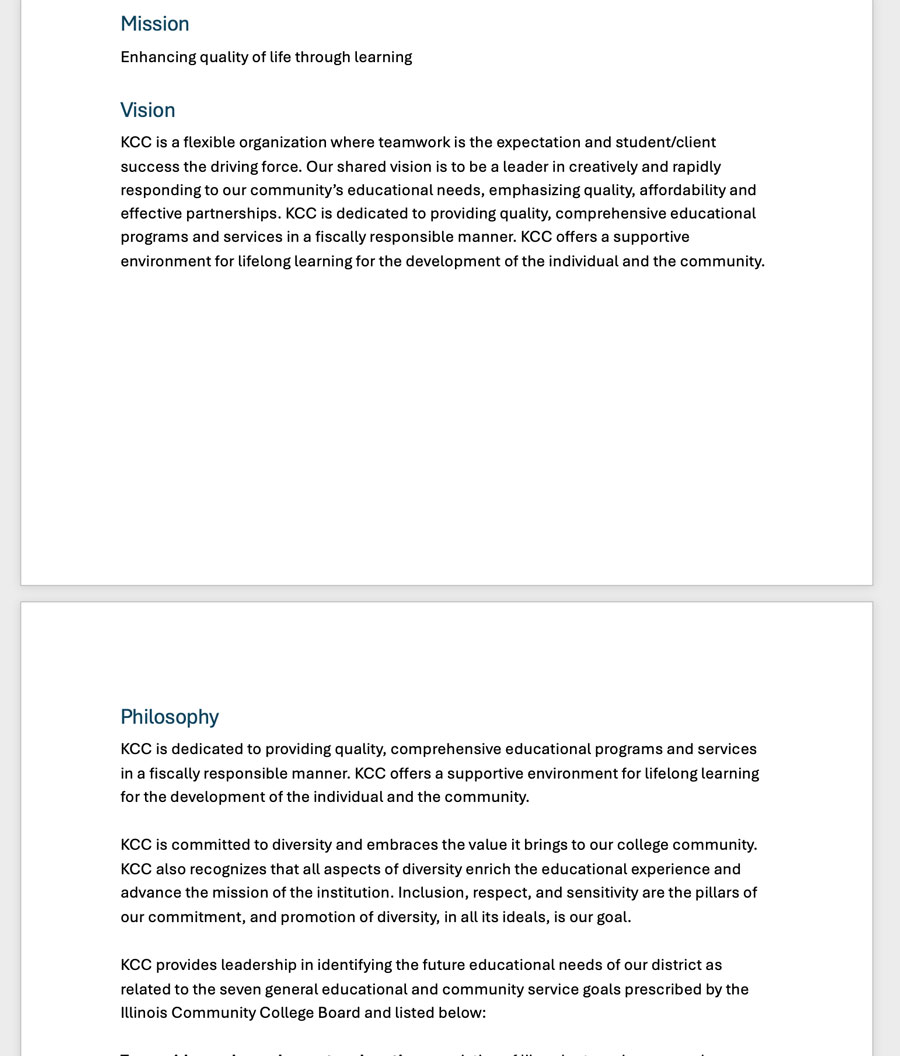 Mission
Enhancing quality of life through learning
Vision
KCC is a flexible organization where teamwork is the expectation and student/client
success the driving force. Our shared vision is to be a leader in creatively and rapidly
responding to our community’s educational needs, emphasizing quality, affordability and
effective partnerships. KCC is dedicated to providing quality, comprehensive educational
programs and services in a fiscally responsible manner. KCC offers a supportive
environment for lifelong learning for the development of the individual and the community.
Philosophy
KCC is dedicated to providing quality, comprehensive educational programs and services
in a fiscally responsible manner. KCC offers a supportive environment for lifelong learning
for the development of the individual and the community.
KCC is committed to diversity and embraces the value it brings to our college community.
KCC also recognizes that all aspects of diversity enrich the educational experience and
advance the mission of the institution. Inclusion, respect, and sensitivity are the pillars of
our commitment, and promotion of diversity, in all its ideals, is our goal.
KCC provides leadership in identifying the future educational needs of our district as
related to the seven general educational and community service goals prescribed by the
Illinois Community College Board and listed below: